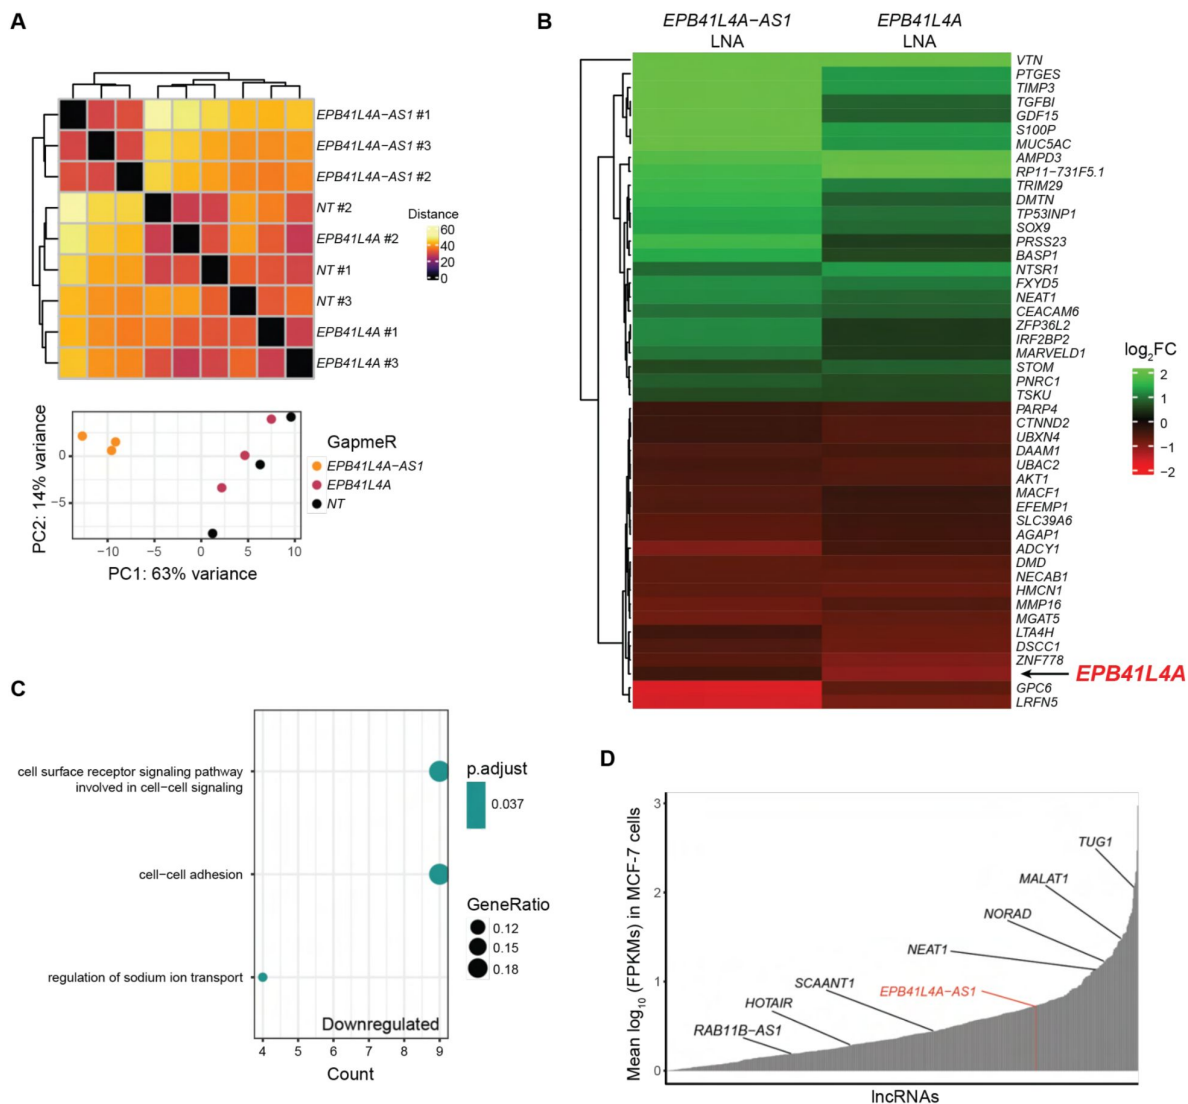 A
EPB41L4A-AS1 #1
EPB41L4A-AS1 #3
EPB41L4A-AS1 #2
NT #2
EPB41L4A #2
NT #1
NT #3
EPB41L4A #1
EPB41L4A #3
Distance
60
40
20
0
PC2: 14% variance
0
−5
−10
−5
0
5
10
PC1: 63% variance
GapmeR
EPB41L4A-AS1
EPB41L4A
NT
B
EPB41L4A−AS1
LNA
EPB41L4A
LNA
VTN
PTGES
TIMP3
TGFBI
GDF15
S100P
MUC5AC
AMPD3
RP11−731F5.1
TRIM29
DMTN
TP53INP1
SOX9
PRSS23
BASP1
NTSR1
FXYD5
NEAT1
CEACAM6
ZFP36L2
IRF2BP2
MARVELD1
STOM
PNRC1
TSKU
PARP4
CTNND2
UBXN4
DAAM1
UBAC2
AKT1
MACF1
EFEMP1
SLC39A6
AGAP1
ADCY1
DMD
NECAB1
HMCN1
MMP16
MGAT5
LTA4H
DSCC1
ZNF778
EPB41L4A
GPC6
LRFN5
log2FC
2
1
0
−1
−2
C
cell surface receptor signaling pathway
involved in cell−cell signaling
cell−cell adhesion
regulation of sodium ion transport
Downregulated
4
5
6
7
8
9
Count
p.adjust
0.037
GeneRatio
0.12
0.15
0.18
D
Mean log10 (FPKMs) in MCF-7 cells
3
2
1
0
TUG1
MALAT1
NORAD
NEAT1
EPB41L4A−AS1
SCAANT1
HOTAIR
RAB11B−AS1
lncRNAs